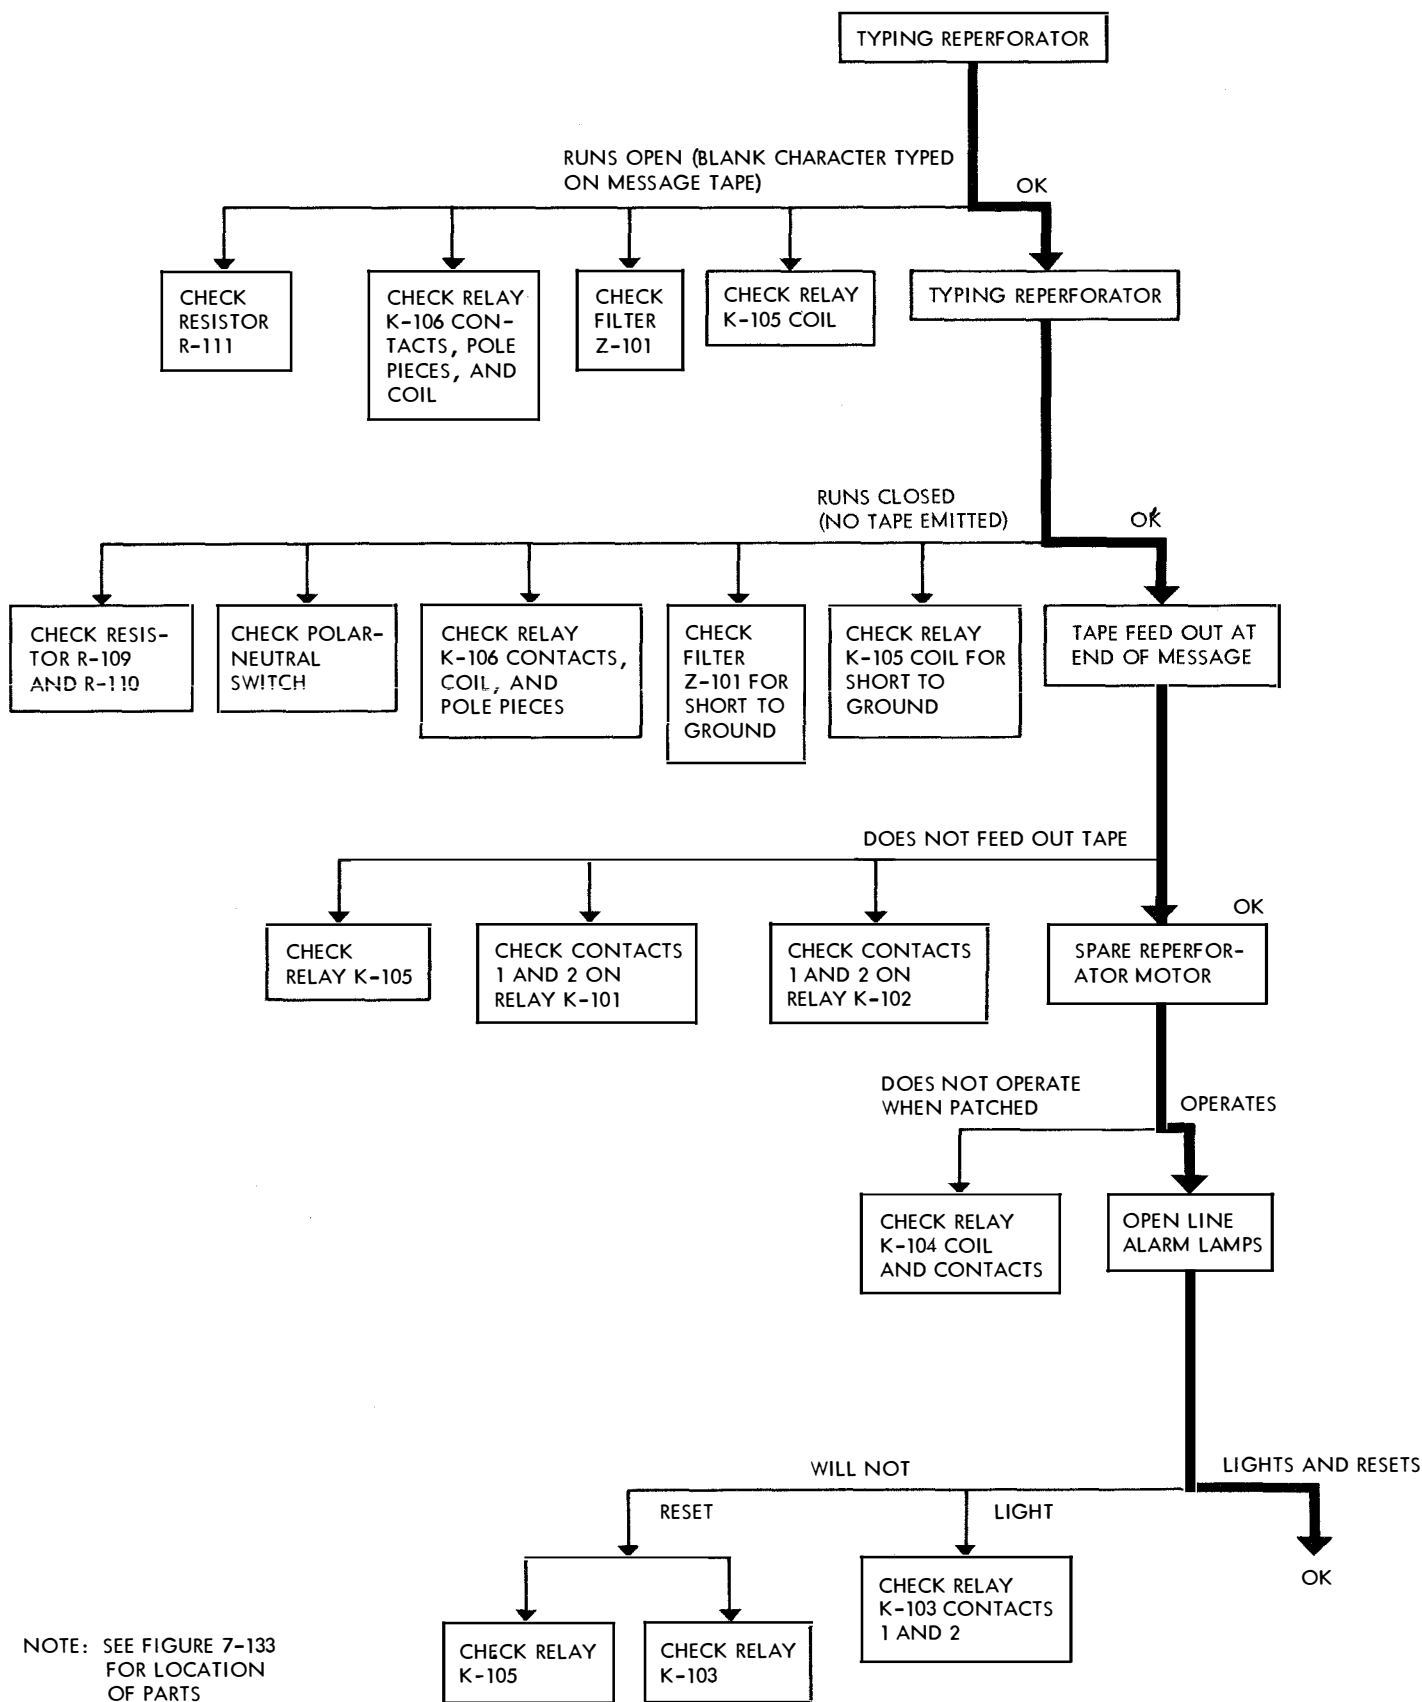 TYPING REPERFORATOR
RUNS OPEN (BLANK CHARACTER TYPED
ON MESSAGE TAPE)
OK
CHECK
RESISTOR
R-111
CHECK RELAY
K-106 CON-
TACTS, POLE
PIECES, AND
COIL
CHECK
FILTER
Z-101
CHECK RELAY
K-105 COIL
TYPING REPERFORATOR
RUNS CLOSED
(NO TAPE EMITTED)
OK
CHECK RESIS-
TOR R-109
AND R-110
CHECK POLAR-
NEUTRAL
SWITCH
CHECK RELAY
K-106 CONTACTS,
COIL, AND
POLE PIECES
CHECK
FILTER
Z-101 FOR
SHORT TO
GROUND
CHECK RELAY
K-105 COIL FOR
SHORT TO
GROUND
TAPE FEED OUT AT
END OF MESSAGE
DOES NOT FEED OUT TAPE
OK
CHECK
RELAY K-105
CHECK CONTACTS
1 AND 2 ON
RELAY K-101
CHECK CONTACTS
1 AND 2 ON
RELAY K-102
SPARE REPERFOR-
ATOR MOTOR
DOES NOT OPERATE
WHEN PATCHED
OPERATES
CHECK RELAY
K-104 COIL
AND CONTACTS
OPEN LINE
ALARM LAMPS
WILL NOT
LIGHTS AND RESETS
RESET
LIGHT
CHECK RELAY
K-105
CHECK RELAY
K-103
CHECK RELAY
K-103 CONTACTS
1 AND 2
OK
NOTE: SEE FIGURE 7-133
FOR LOCATION
OF PARTS